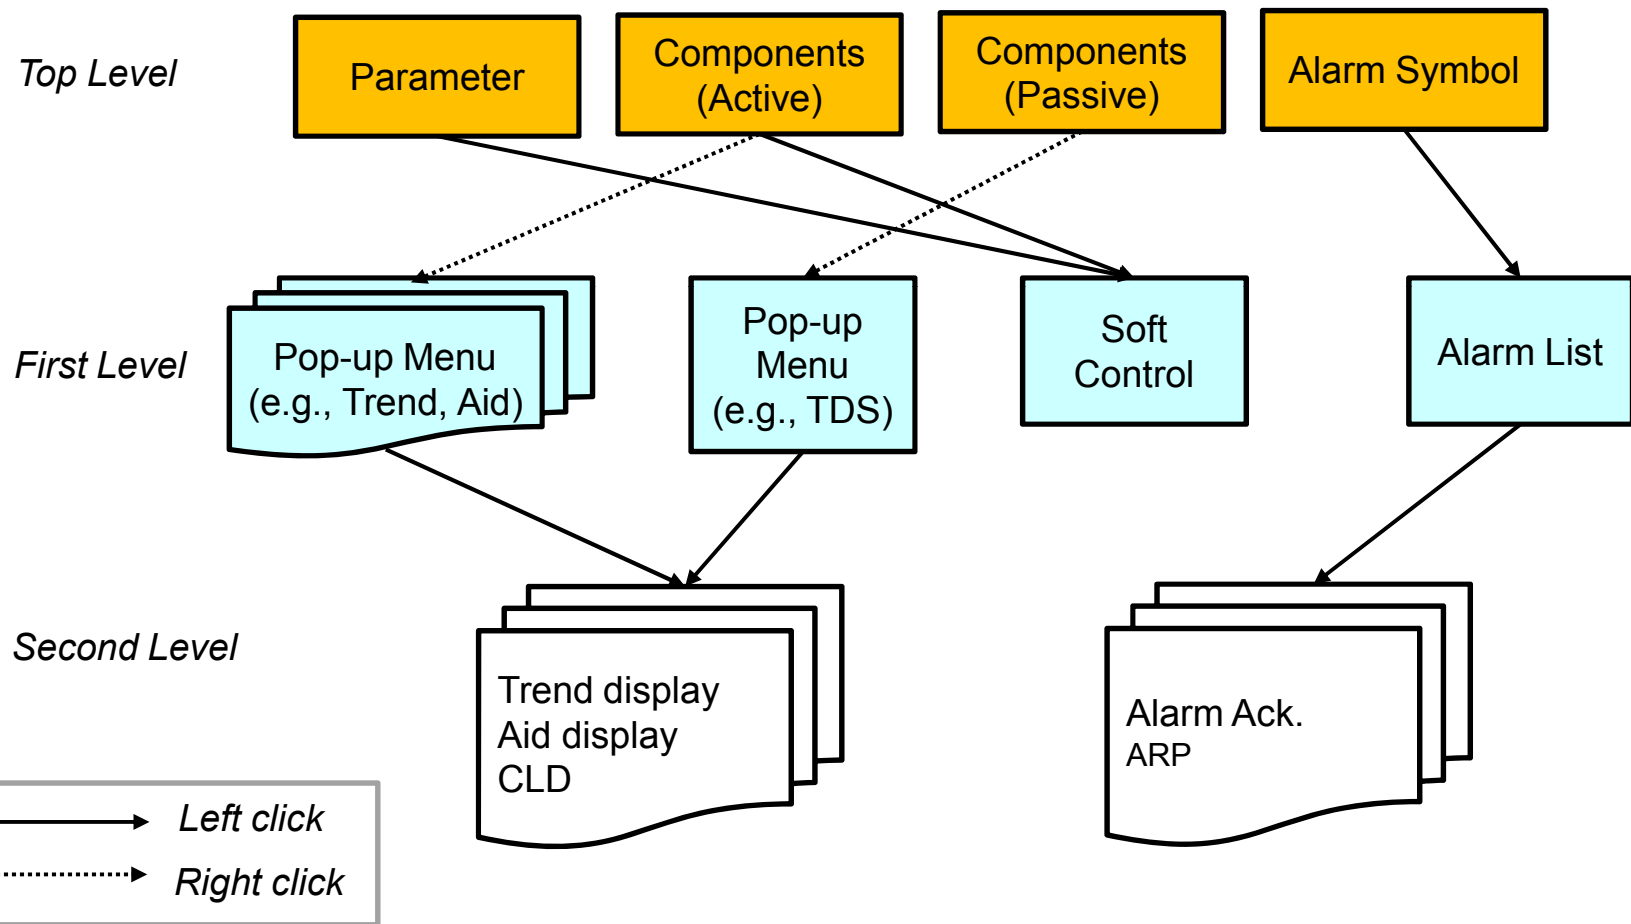 Top Level
Parameter
Components
(Active)
Components
(Passive)
Alarm Symbol
First Level
Pop-up Menu
(e.g., Trend, Aid)
Pop-up
Menu
(e.g., TDS)
Soft
Control
Alarm List
Second Level
Trend display
Aid display
CLD
Alarm Ack.
ARP
Left click
Right click